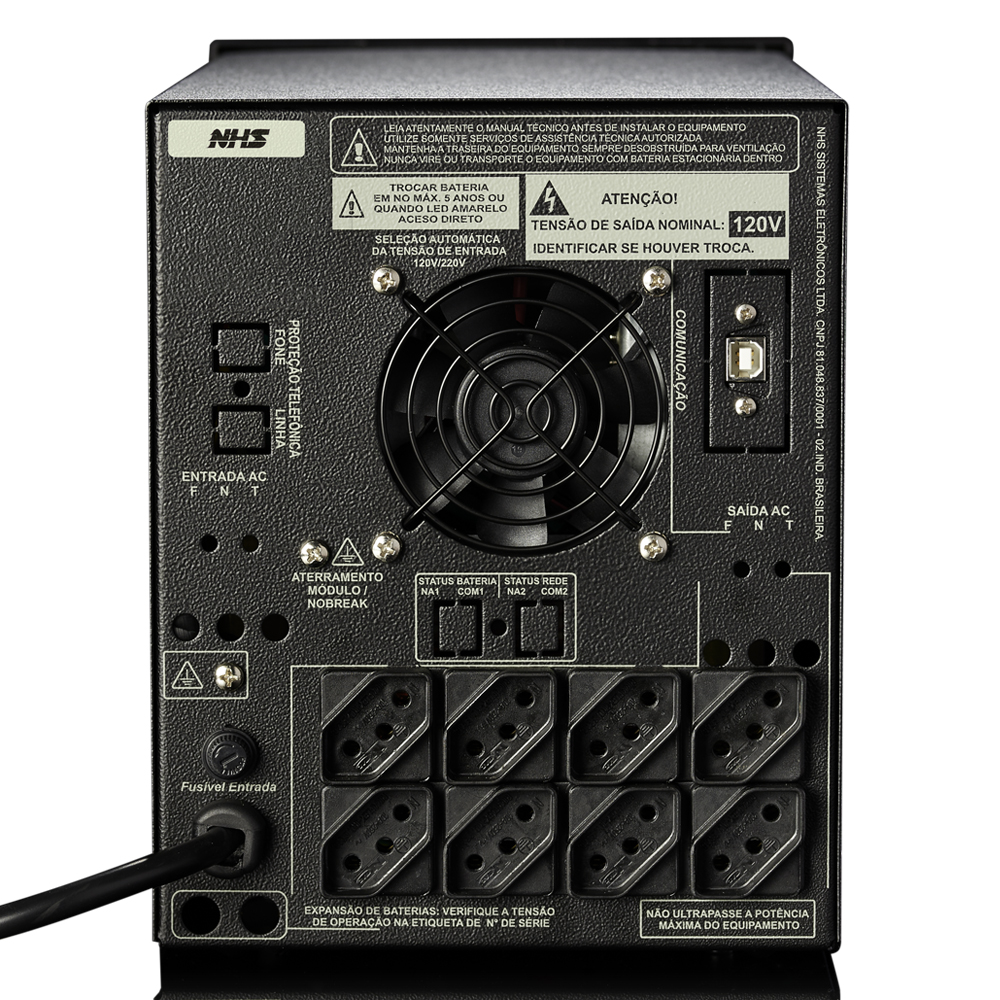 NHS
LEIA ATENTAMENTE O MANUAL TÉCNICO ANTES DE INSTALAR O EQUIPAMENTO
UTILIZE SOMENTE SERVIÇOS DE ASSISTÊNCIA TÉCNICA AUTORIZADA
MANTENHA A TRASEIRA DO EQUIPAMENTO SEMPRE DESOBSTRUÍDA PARA VENTILAÇÃO
NUNCA VIRE OU TRANSPORTE O EQUIPAMENTO COM BATERIA ESTACIONÁRIA DENTRO
TROCAR BATERIA
EM NO MÁX. 5 ANOS OU
QUANDO LED AMARELO
ACESO DIRETO
ATENÇÃO!
TENSÃO DE SAÍDA NOMINAL: 120V
IDENTIFICAR SE HOUVER TROCA.
NHS SISTEMAS ELETRÔNICOS LTDA. CNPJ 81.048.837/0001 - 02.IND. BRASILEIRA
SELEÇÃO AUTOMÁTICA
DA TENSÃO DE ENTRADA
120V/220V
COMUNICAÇÃO
PROTEÇÃO TELEFÔNICA
FONE
LINHA
ENTRADA AC
F N T
SAÍDA AC
F N T
ATERRAMENTO
MÓDULO /
NOBREAK
STATUS BATERIA
NA1 COM1
STATUS REDE
NA2 COM2
Fusível Entrada
EXPANSÃO DE BATERIAS: VERIFIQUE A TENSÃO
DE OPERAÇÃO NA ETIQUETA DE Nº DE SÉRIE
NÃO ULTRAPASSE A POTÊNCIA
MÁXIMA DO EQUIPAMENTO